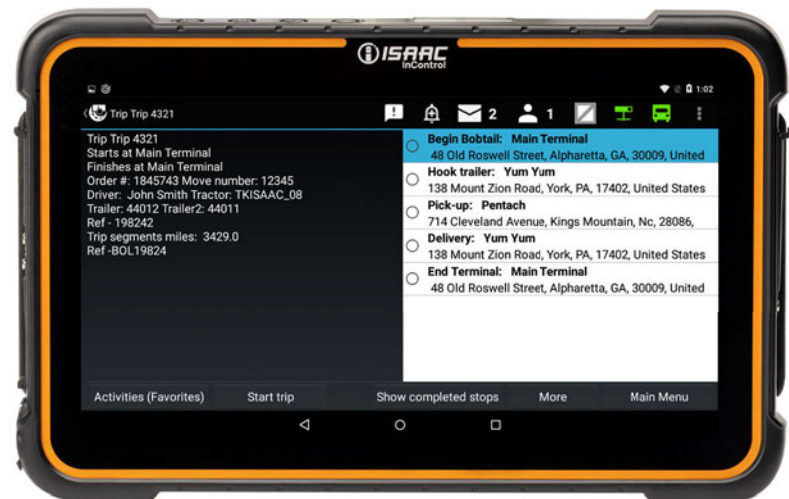 ISAAC
InControl
1:02
Trip Trip 4321
2
1
Trip Trip 4321
Starts at Main Terminal
Finishes at Main Terminal
Order #: 1845743 Move number: 12345
Driver: John Smith Tractor: TKISAAC_08
Trailer: 44012 Trailer2: 44011
Ref - 198242
Trip segments miles: 3429.0
Ref -BOL19824
Begin Bobtail: Main Terminal
48 Old Roswell Street, Alpharetta, GA, 30009, United
Hook trailer: Yum Yum
138 Mount Zion Road, York, PA, 17402, United States
Pick-up: Pentach
714 Cleveland Avenue, Kings Mountain, Nc, 28086,
Delivery: Yum Yum
138 Mount Zion Road, York, PA, 17402, United States
End Terminal: Main Terminal
48 Old Roswell Street, Alpharetta, GA, 30009, United
Activities (Favorites) Start trip Show completed stops More Main Menu